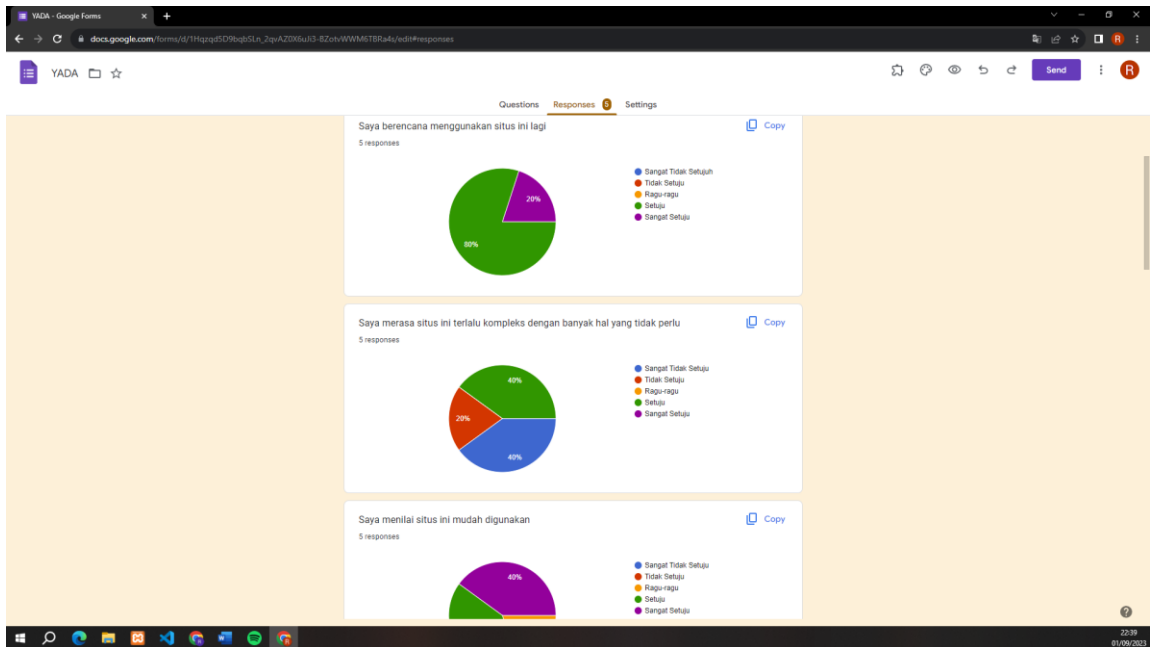 YADA - Google Forms
docs.google.com/forms/d/1Hqzqd5D9bqbSLn_2qvAZ0X6uJi3-8ZotvWWM6TBRa4s/edit#responses
YADA
Send
R
Questions Responses 5 Settings
Saya berencana menggunakan situs ini lagi
Copy
5 responses
20%
80%
Sangat Tidak Setujuh
Tidak Setuju
Ragu-ragu
Setuju
Sangat Setuju
Saya merasa situs ini terlalu kompleks dengan banyak hal yang tidak perlu
Copy
5 responses
40%
20%
40%
Sangat Tidak Setuju
Tidak Setuju
Ragu-ragu
Setuju
Sangat Setuju
Saya menilai situs ini mudah digunakan
Copy
5 responses
40%
Sangat Tidak Setuju
Tidak Setuju
Ragu-ragu
Setuju
Sangat Setuju
22:39
01/09/2023